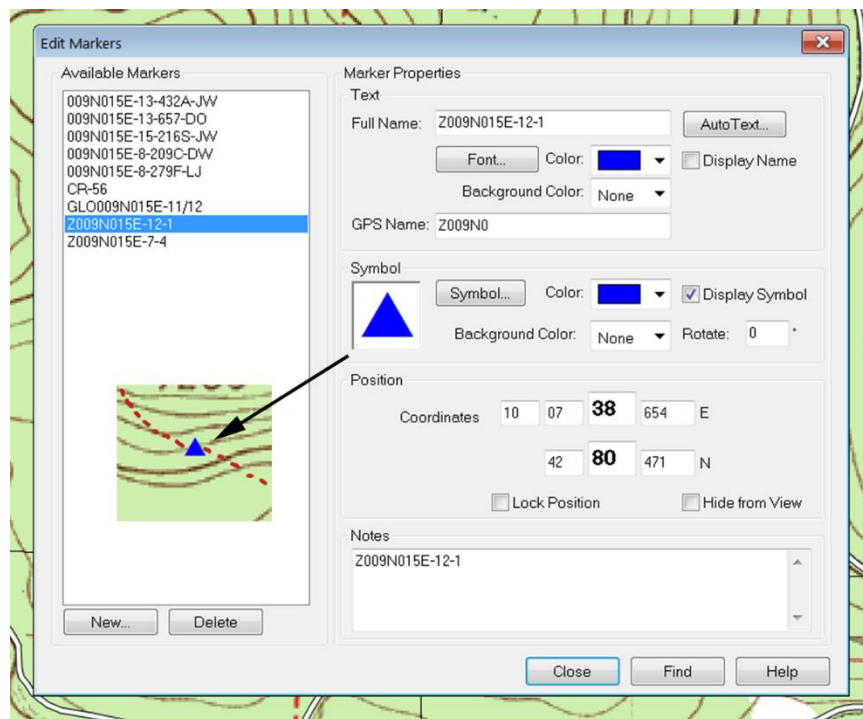 Edit Markers
Available Markers
009N015E-13-432A-JW
009N015E-13-657-DO
009N015E-15-216S-JW
009N015E-8-209C-DW
009N015E-8-279F-LJ
CR-56
GLO009N015E-11/12
Z009N015E-12-1
Z009N015E-7-4
New... Delete
Marker Properties
Text
Full Name: Z009N015E-12-1 AutoText...
Font... Color: Display Name
Background Color: None
GPS Name: Z009N0
Symbol
Symbol... Color: Display Symbol
Background Color: None Rotate: 0 °
Position
Coordinates 10 07 38 654 E
42 80 471 N
Lock Position Hide from View
Notes
Z009N015E-12-1
Close Find Help